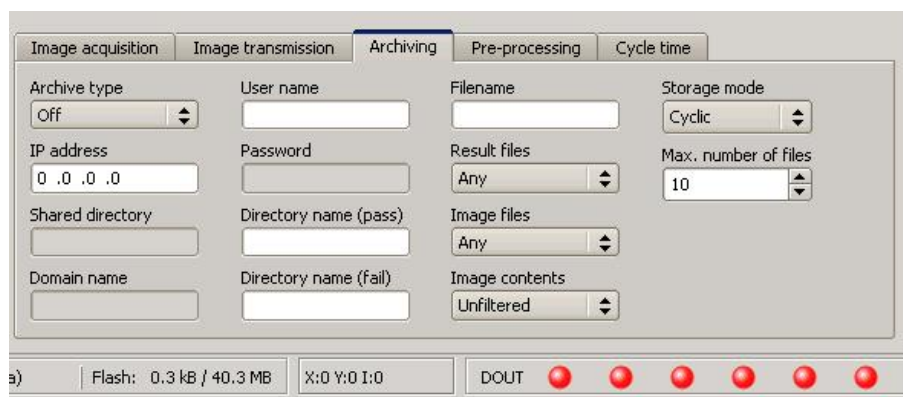 Image acquisition Image transmission Archiving Pre-processing Cycle time
Archive type User name Filename Storage mode
Off Cyclic
IP address Password Result files Max. number of files
0 .0 .0 .0 Any 10
Shared directory Directory name (pass) Image files
Any
Domain name Directory name (fail) Image contents
Unfiltered
a) Flash: 0.3 kB / 40.3 MB X:0 Y:0 I:0 DOUT